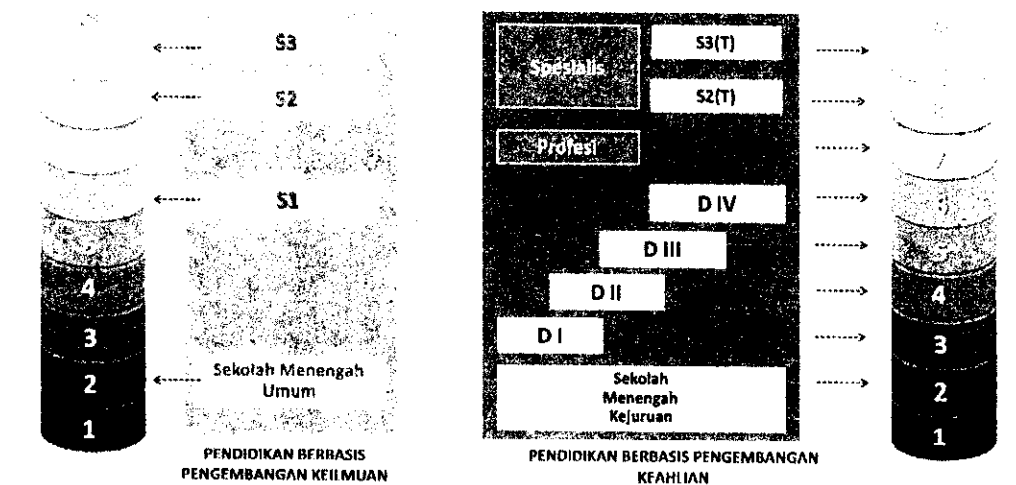 S3
S2
S1
4
3
2
1
Sekolah Menengah
Umum
PENDIDIKAN BERBASIS
PENGEMBANGAN KEILMUAN
Spesialis
S3(T)
S2(T)
Profesi
D IV
D III
D II
D I
Sekolah
Menengah
Kejuruan
PENDIDIKAN BERBASIS PENGEMBANGAN
KEAHLIAN
4
3
2
1